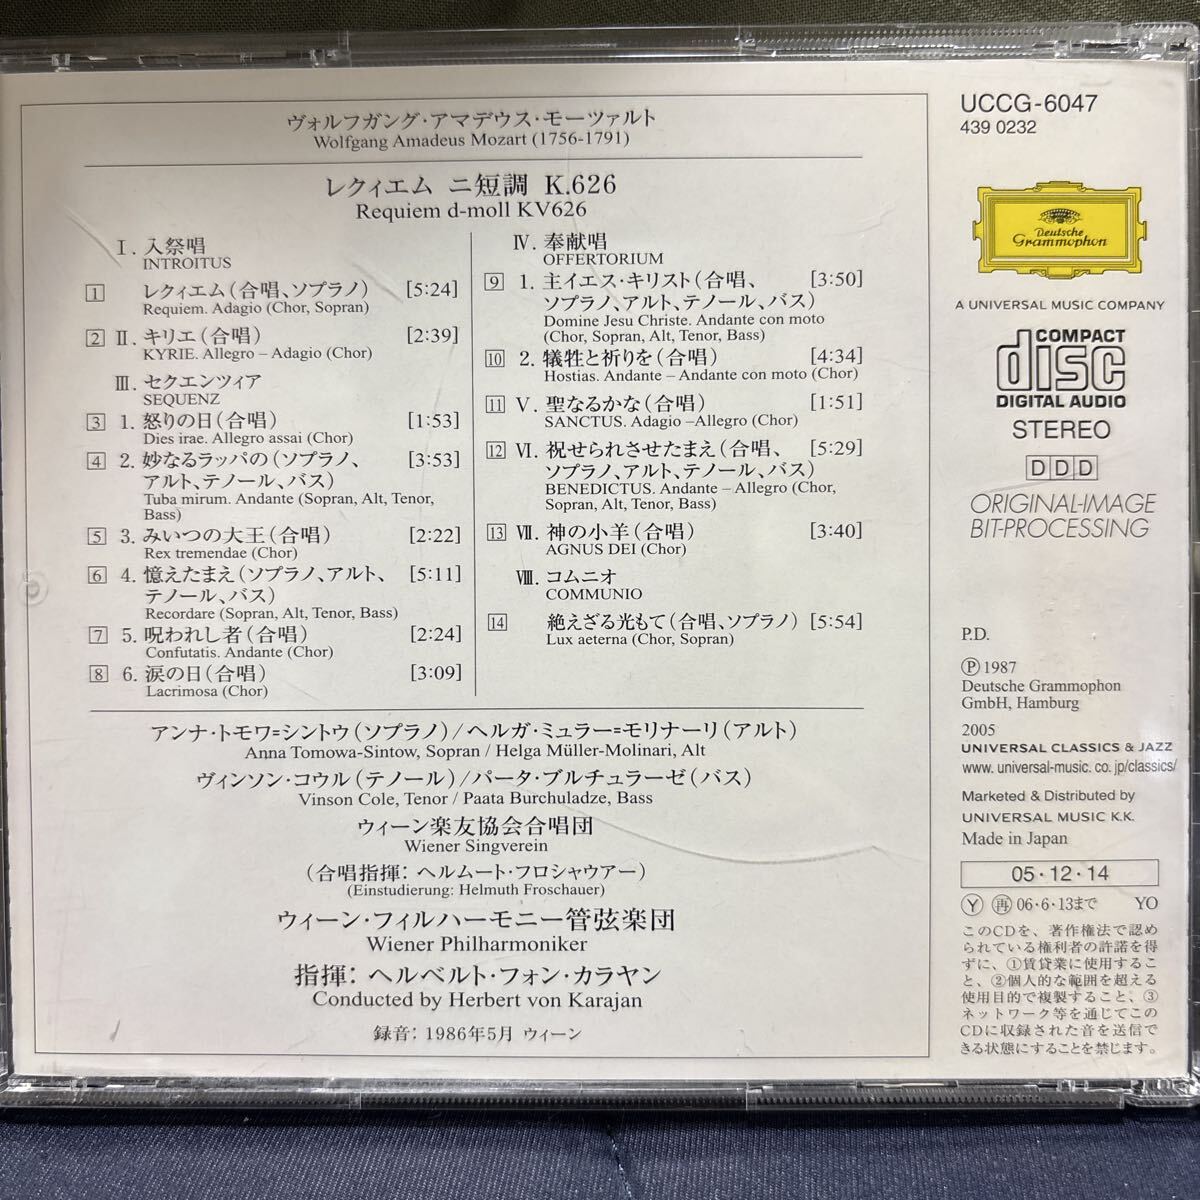 ヴォルフガング・アマデウス・モーツァルト
Wolfgang Amadeus Mozart (1756-1791)
レクィエム ニ短調 K.626
Requiem d-moll KV626
Ⅰ. 入祭唱
INTROITUS
1 レクィエム(合唱、ソプラノ) [5:24]
Requiem. Adagio (Chor, Sopran)
2 Ⅱ. キリエ(合唱) [2:39]
KYRIE. Allegro – Adagio (Chor)
Ⅲ. セクエンツィア
SEQUENZ
3 1. 怒りの日(合唱) [1:53]
Dies irae. Allegro assai (Chor)
4 2. 妙なるラッパの(ソプラノ、 [3:53]
アルト、テノール、バス)
Tuba mirum. Andante (Sopran, Alt, Tenor,
Bass)
5 3. みいつの大王(合唱) [2:22]
Rex tremendae (Chor)
6 4. 憶えたまえ(ソプラノ、アルト、 [5:11]
テノール、バス)
Recordare (Sopran, Alt, Tenor, Bass)
7 5. 呪われし者(合唱) [2:24]
Confutatis. Andante (Chor)
8 6. 涙の日(合唱) [3:09]
Lacrimosa (Chor)
Ⅳ. 奉献唱
OFFERTORIUM
9 1. 主イエス・キリスト(合唱、 [3:50]
ソプラノ、アルト、テノール、バス)
Domine Jesu Christe. Andante con moto
(Chor, Sopran, Alt, Tenor, Bass)
10 2. 犠牲と祈りを(合唱) [4:34]
Hostias. Andante – Andante con moto (Chor)
11 Ⅴ. 聖なるかな(合唱) [1:51]
SANCTUS. Adagio –Allegro (Chor)
12 Ⅵ. 祝せられさせたまえ(合唱、 [5:29]
ソプラノ、アルト、テノール、バス)
BENEDICTUS. Andante – Allegro (Chor,
Sopran, Alt, Tenor, Bass)
13 Ⅶ. 神の小羊(合唱) [3:40]
AGNUS DEI (Chor)
Ⅷ. コムニオ
COMMUNIO
14 絶えざる光もて(合唱、ソプラノ) [5:54]
Lux aeterna (Chor, Sopran)
アンナ・トモワ=シントウ(ソプラノ)/ヘルガ・ミュラー=モリナーリ(アルト)
Anna Tomowa-Sintow, Sopran / Helga Müller-Molinari, Alt
ヴィンソン・コウル(テノール)/パータ・ブルチュラーゼ(バス)
Vinson Cole, Tenor / Paata Burchuladze, Bass
ウィーン楽友協会合唱団
Wiener Singverein
(合唱指揮: ヘルムート・フロシャウアー)
(Einstudierung: Helmuth Froschauer)
ウィーン・フィルハーモニー管弦楽団
Wiener Philharmoniker
指揮: ヘルベルト・フォン・カラヤン
Conducted by Herbert von Karajan
録音: 1986年5月 ウィーン
UCCG-6047
439 0232
Deutsche
Grammophon
A UNIVERSAL MUSIC COMPANY
COMPACT
disc
DIGITAL AUDIO
STEREO
DDD
ORIGINAL-IMAGE
BIT-PROCESSING
P.D.
Ⓟ 1987
Deutsche Grammophon
GmbH, Hamburg
2005
UNIVERSAL CLASSICS & JAZZ
www. universal-music. co. jp/classics/
Marketed & Distributed by
UNIVERSAL MUSIC K.K.
Made in Japan
05・12・14
Ⓨ 再 06・6・13まで YO
このCDを、著作権法で認め
られている権利者の許諾を得
ずに、①賃貸業に使用するこ
と、②個人的な範囲を超える
使用目的で複製すること、③
ネットワーク等を通じてこの
CDに収録された音を送信で
きる状態にすることを禁じます。